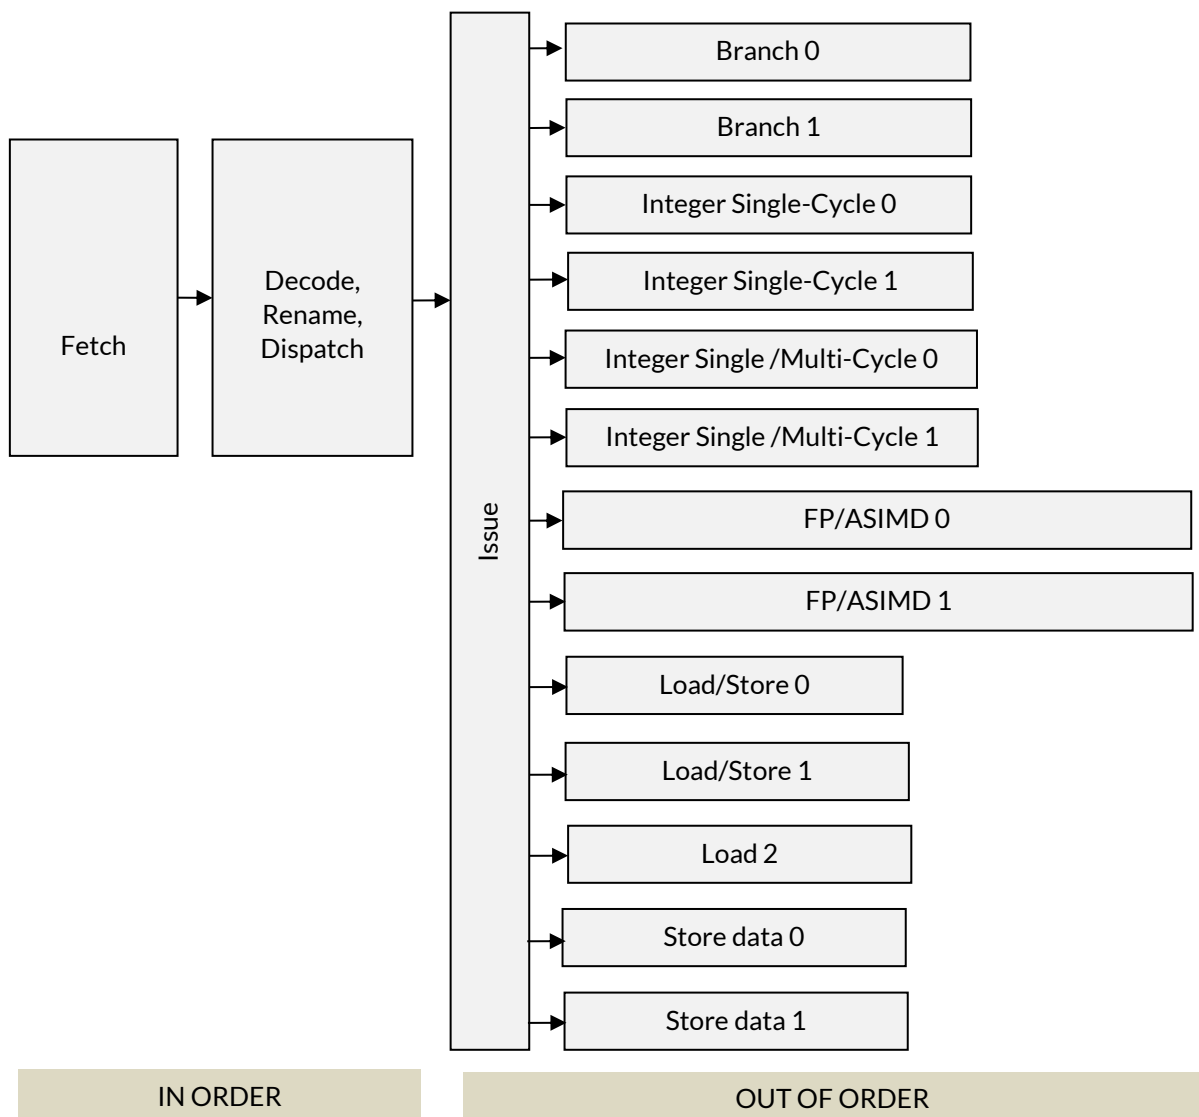 Fetch
Decode,
Rename,
Dispatch
Issue
Branch 0
Branch 1
Integer Single-Cycle 0
Integer Single-Cycle 1
Integer Single /Multi-Cycle 0
Integer Single /Multi-Cycle 1
FP/ASIMD 0
FP/ASIMD 1
Load/Store 0
Load/Store 1
Load 2
Store data 0
Store data 1
IN ORDER
OUT OF ORDER